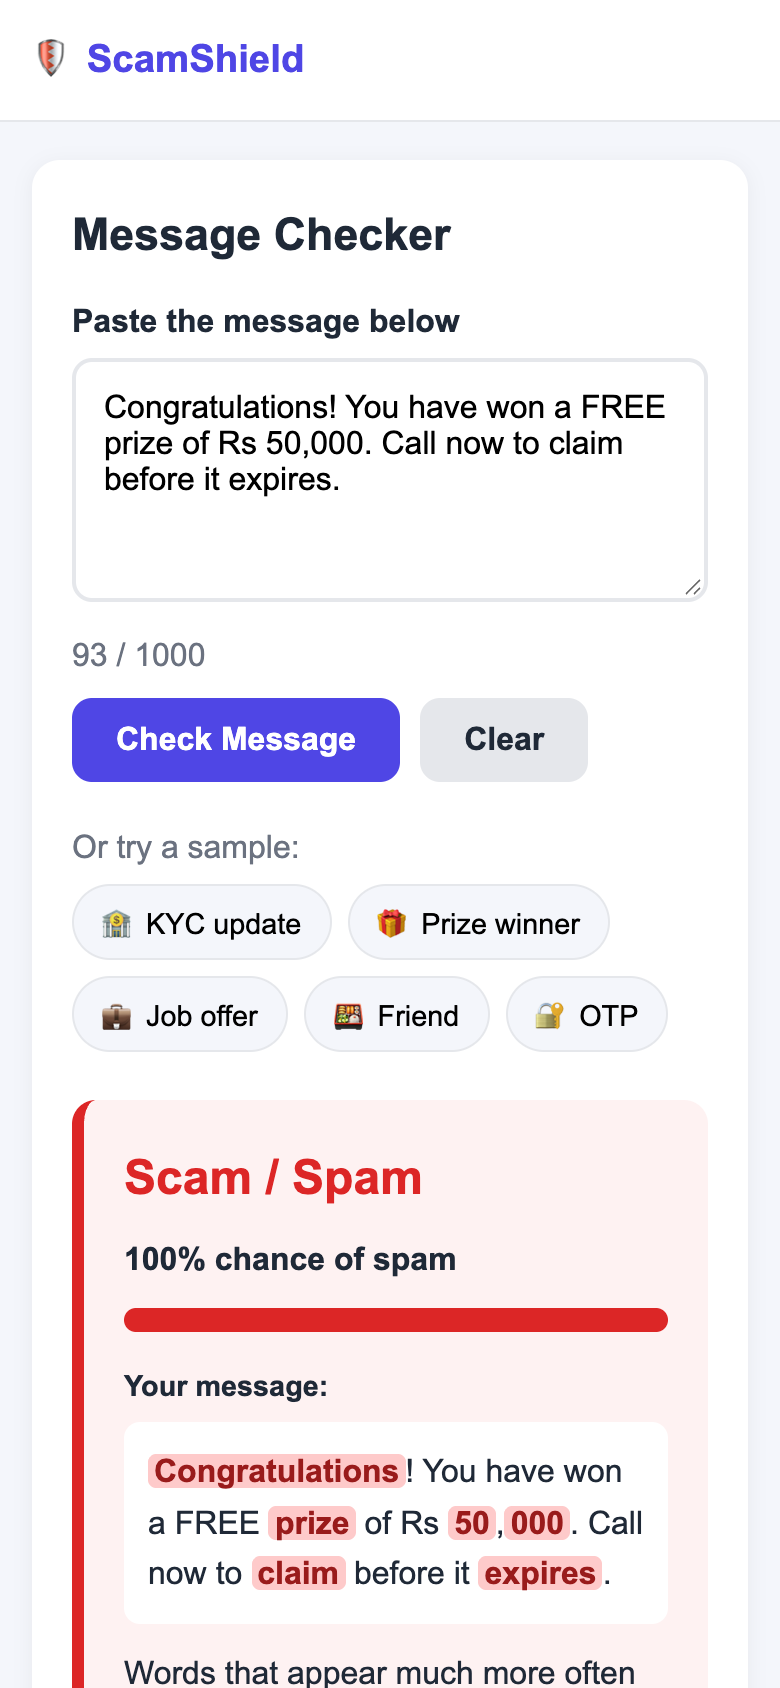 ScamShield
Message Checker
Paste the message below
Congratulations! You have won a FREE
prize of Rs 50,000. Call now to claim
before it expires.
93 / 1000
Check Message
Clear
Or try a sample:
KYC update
Prize winner
Job offer
Friend
OTP
Scam / Spam
100% chance of spam
Your message:
Congratulations! You have won
a FREE prize of Rs 50,000. Call
now to claim before it expires.
Words that appear much more often